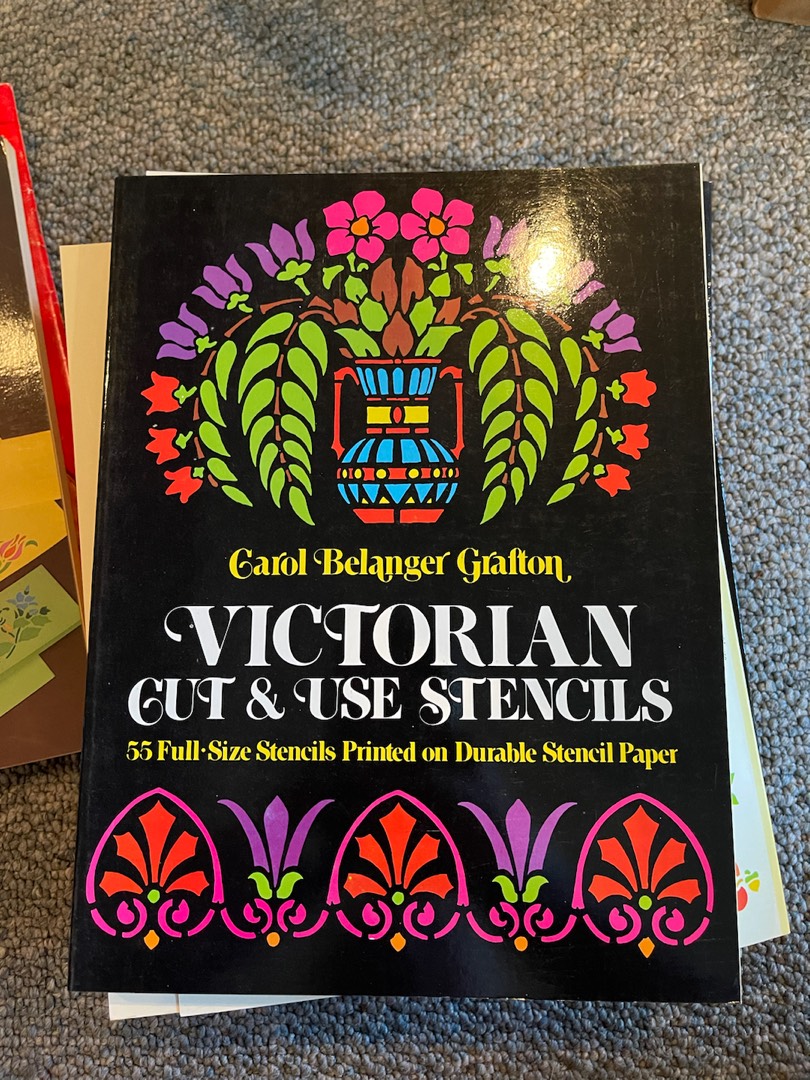 Carol Belanger Grafton
VICTORIAN
CUT & USE STENCILS
55 Full-Size Stencils Printed on Durable Stencil Paper